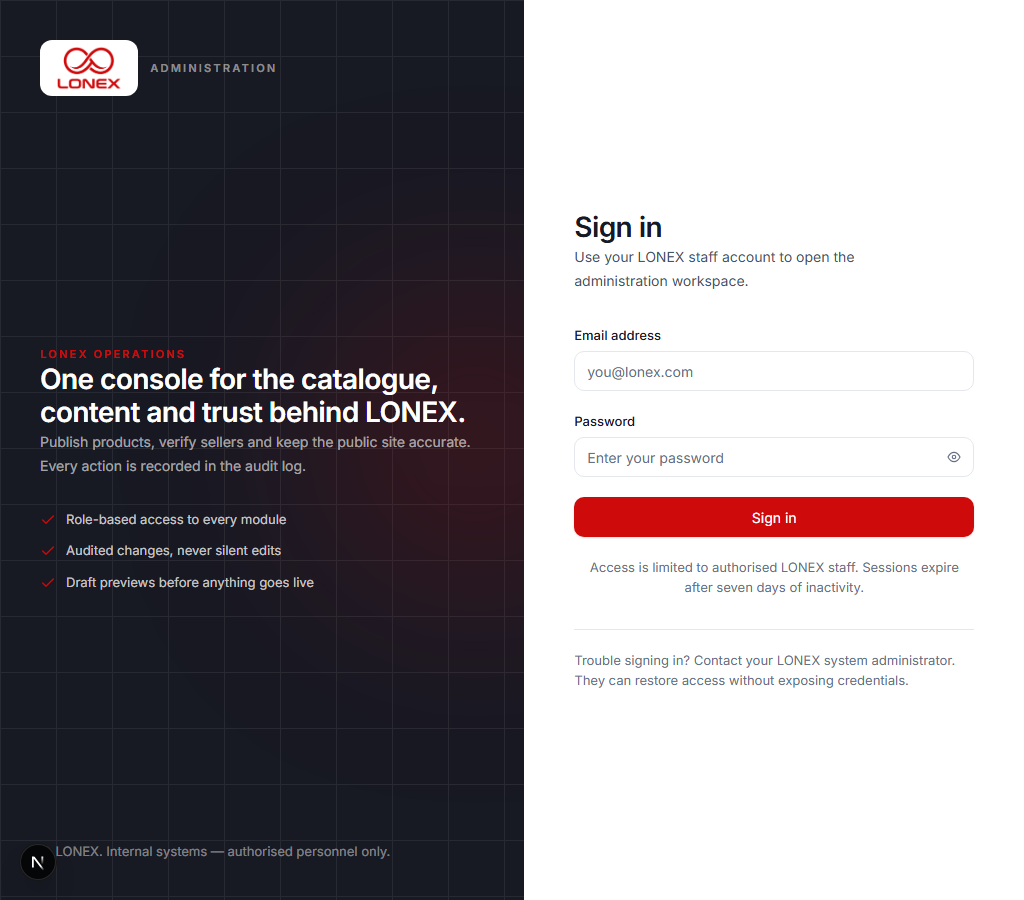 LONEX
ADMINISTRATION
LONEX OPERATIONS
One console for the catalogue,
content and trust behind LONEX.
Publish products, verify sellers and keep the public site accurate.
Every action is recorded in the audit log.
Role-based access to every module
Audited changes, never silent edits
Draft previews before anything goes live
N
LONEX. Internal systems — authorised personnel only.
Sign in
Use your LONEX staff account to open the
administration workspace.
Email address
you@lonex.com
Password
Enter your password
Sign in
Access is limited to authorised LONEX staff. Sessions expire
after seven days of inactivity.
Trouble signing in? Contact your LONEX system administrator.
They can restore access without exposing credentials.